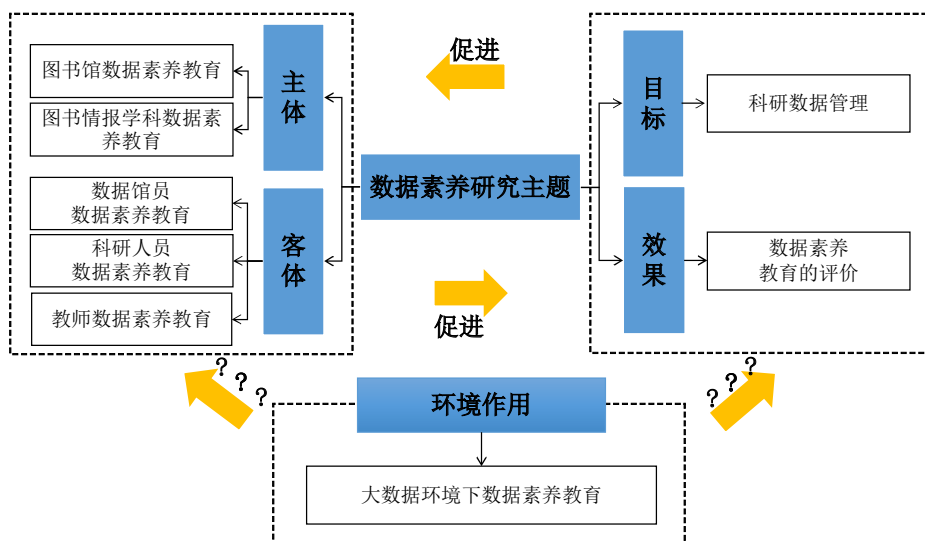 促进
图书馆数据素养教育
图书情报学科数据素
养教育
主
体
目
标
科研数据管理
数据素养研究主题
数据馆员
数据素养教育
科研人员
数据素养教育
教师数据素养教育
客
体
效
果
数据素养
教育的评价
促进
? ? ?
? ? ?
环境作用
大数据环境下数据素养教育